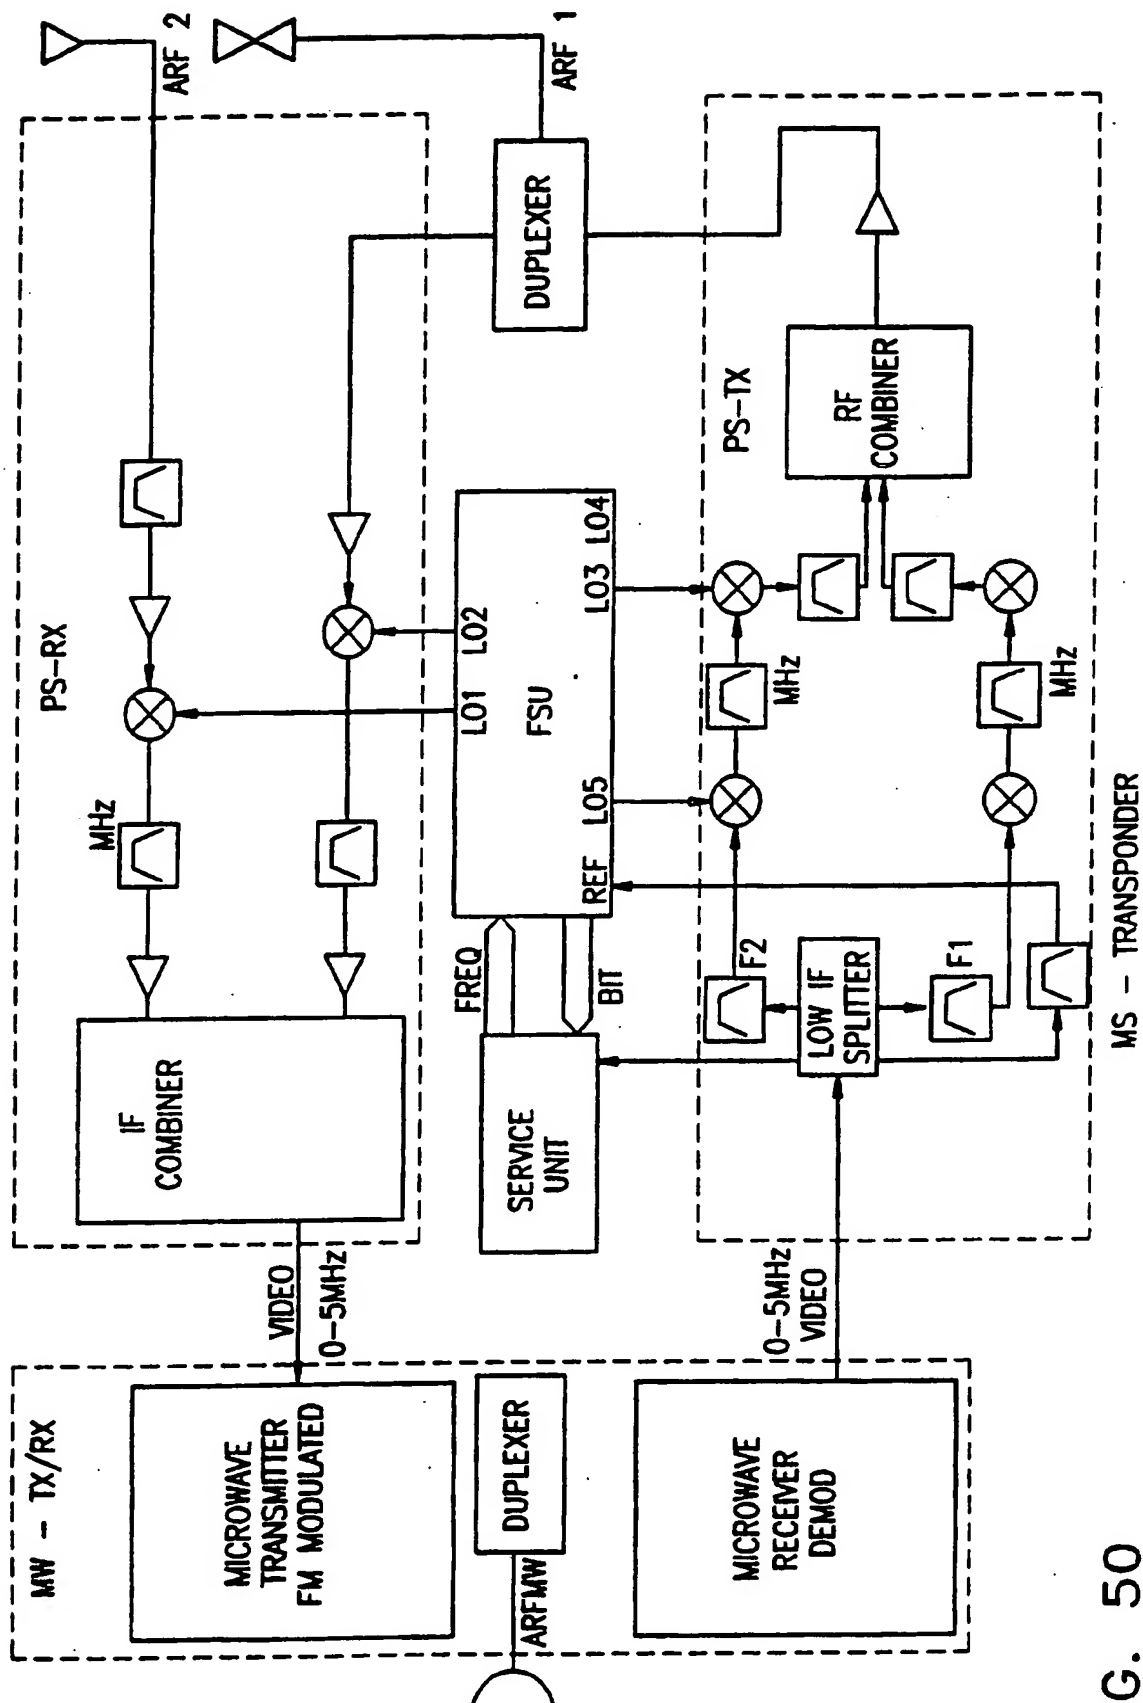 MW – TX/RX
MICROWAVE
TRANSMITTER
FM MODULATED
VIDEO
0–5MHz
IF
COMBINER
MHz
PS–RX
ARF 2
ARFMW
DUPLEXER
SERVICE
UNIT
FREQ
BIT
REF
LO5
LO1
LO2
FSU
LO3
LO4
DUPLEXER
ARF 1
MICROWAVE
RECEIVER
DEMOD
0–5MHz
VIDEO
LOW IF
SPLITTER
F2
F1
MHz
MHz
PS–TX
RF
COMBINER
MS – TRANSPONDER
G. 50